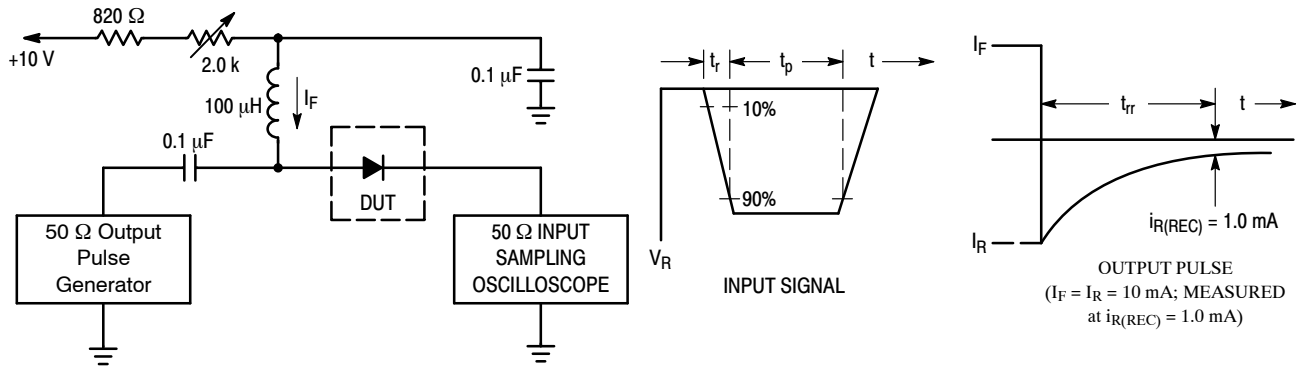 820 Ω
+10 V
2.0 k
100 μH
I_F
0.1 μF
0.1 μF
DUT
50 Ω Output
Pulse
Generator
50 Ω INPUT
SAMPLING
OSCILLOSCOPE
t_r
t_p
t
10%
90%
V_R
INPUT SIGNAL
I_F
t_rr
t
I_R
i_R(REC) = 1.0 mA
OUTPUT PULSE
(I_F = I_R = 10 mA; MEASURED
at i_R(REC) = 1.0 mA)